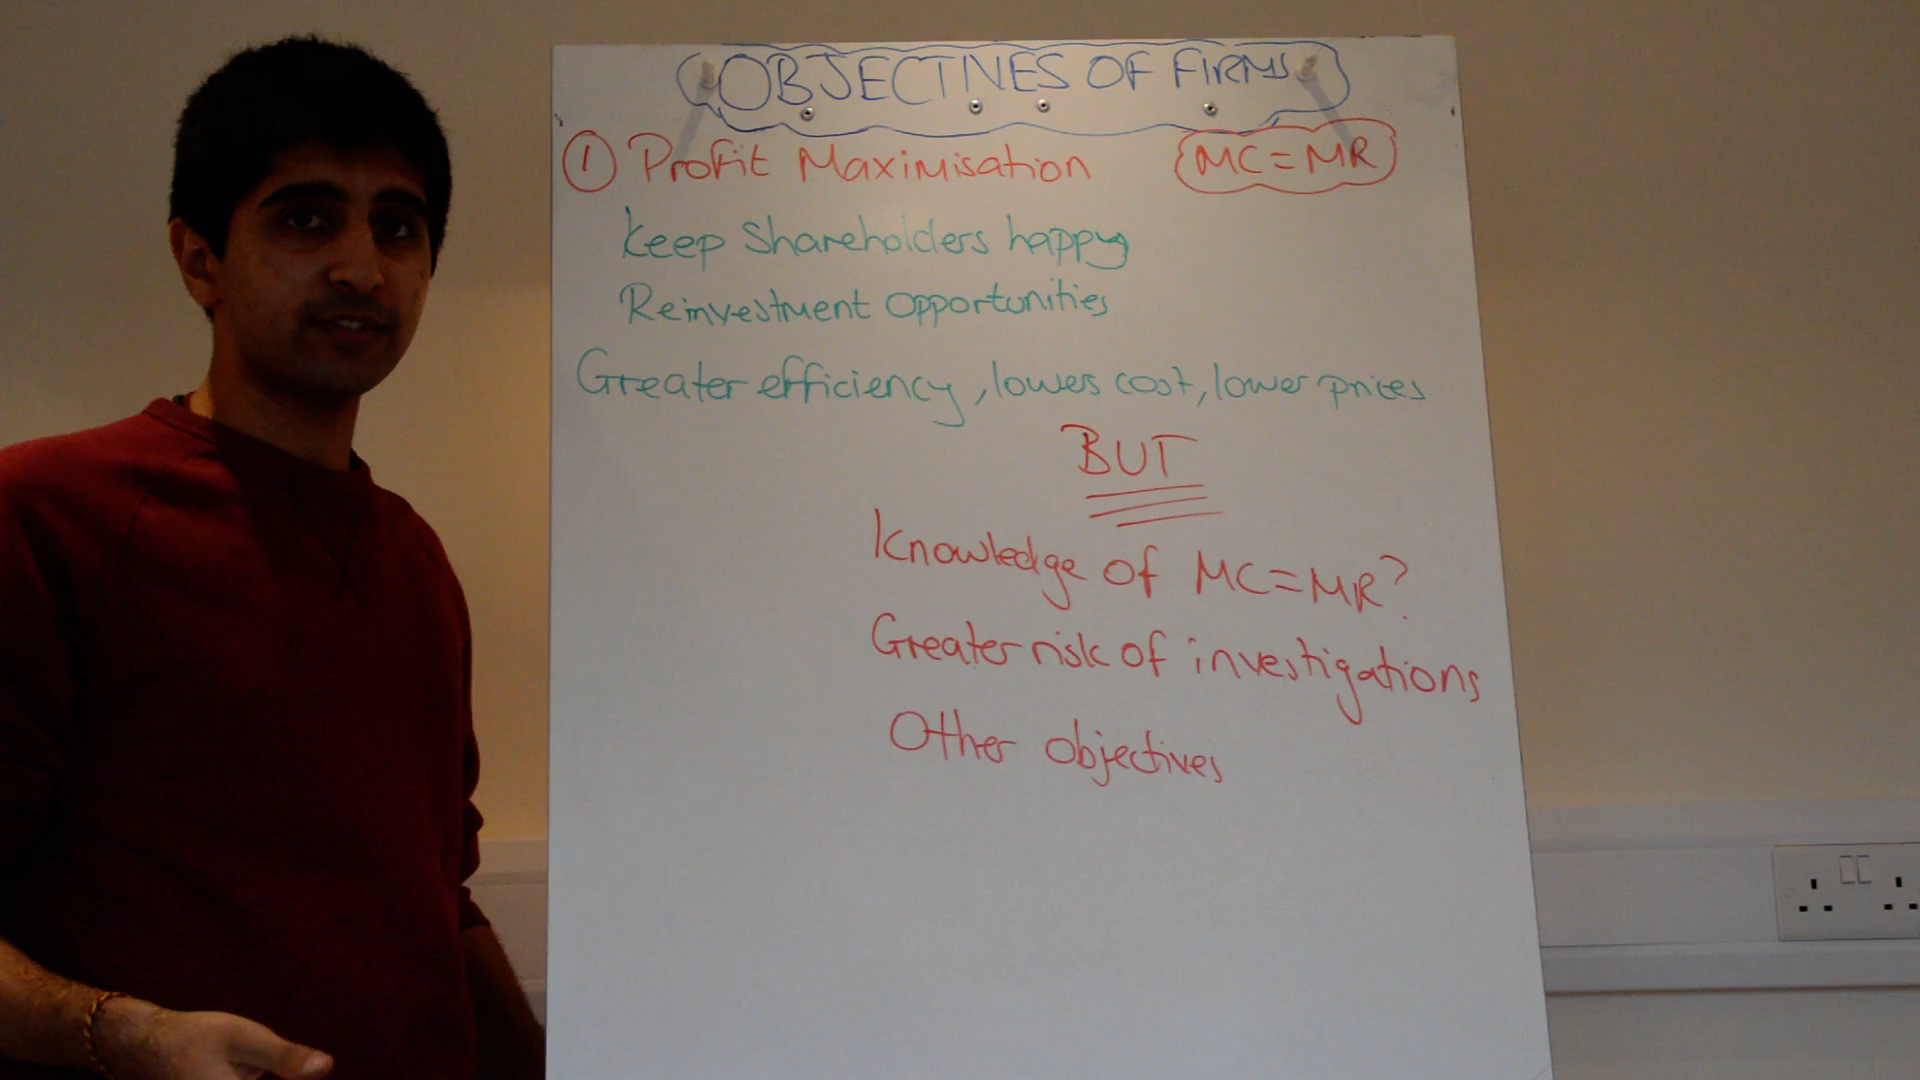 OBJECTIVES OF FIRMS
1 Profit Maximisation MC=MR
Keep Shareholders happy
Reinvestment opportunities
Greater efficiency, lower cost, lower prices
BUT
Knowledge of MC=MR?
Greater risk of investigations
Other objectives